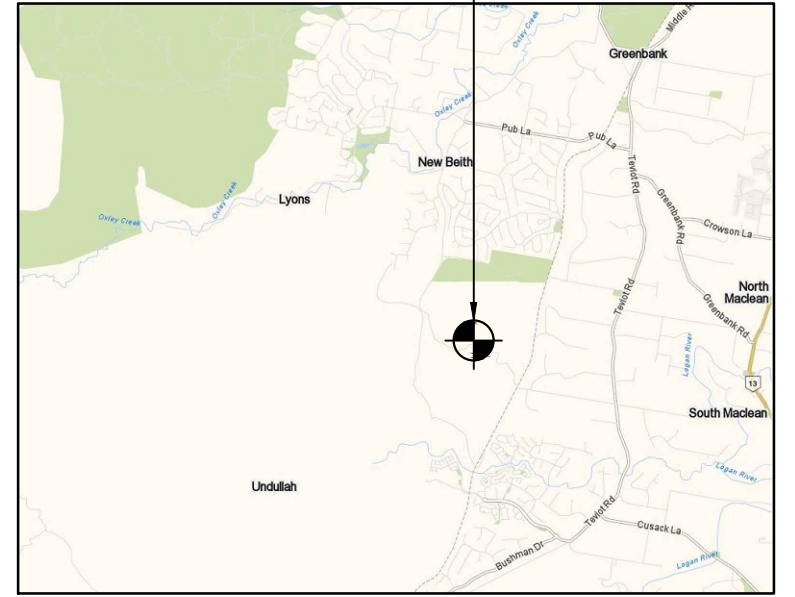 Creek
Oxley Creek
Middle R
Greenbank
Oxley Creek
Pub La
Pub La
New Beith
Teviot Rd
Lyons
Oxley Creek
Oxley Creek
Greenbank Rd
Crowson La
North
Maclean
Teviot Rd
Greenbank Rd
Logan River
13
South Maclean
Logan River
Undullah
Teviot Rd
Cusack La
Bushman Dr
Logan River